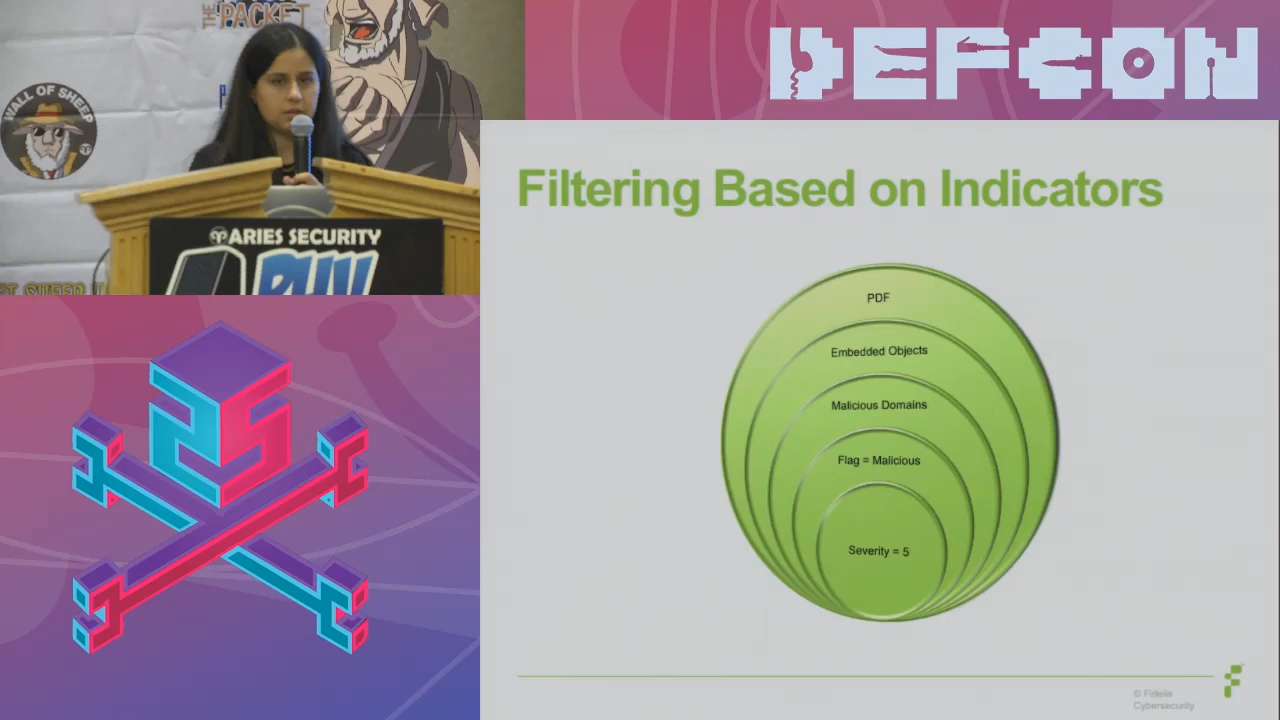 THE PACKET
WALL OF SHEEP
ARIES SECURITY
DEFCON
25
Filtering Based on Indicators
PDF
Embedded Objects
Malicious Domains
Flag = Malicious
Severity = 5
© Fidelis
Cybersecurity